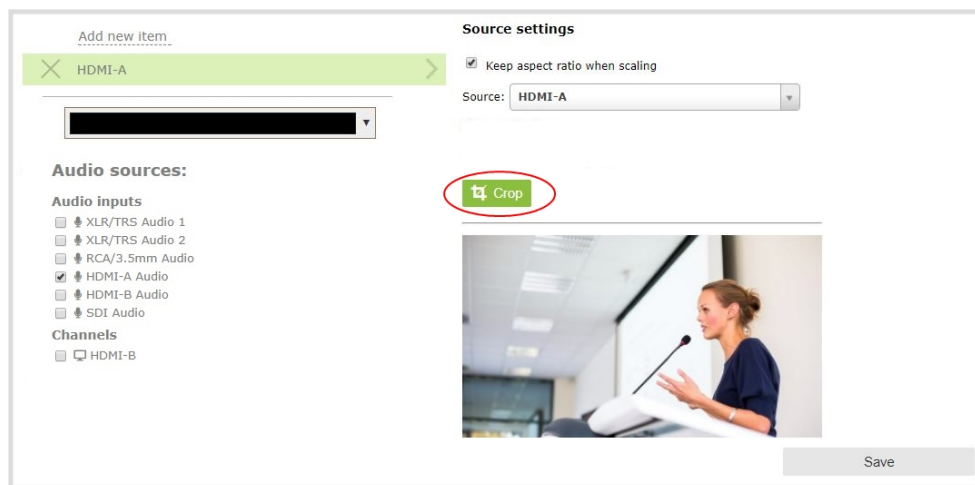 Add new item
HDMI-A
Audio sources:
Audio inputs
XLR/TRS Audio 1
XLR/TRS Audio 2
RCA/3.5mm Audio
HDMI-A Audio
HDMI-B Audio
SDI Audio
Channels
HDMI-B
Source settings
Keep aspect ratio when scaling
Source: HDMI-A
Crop
Save